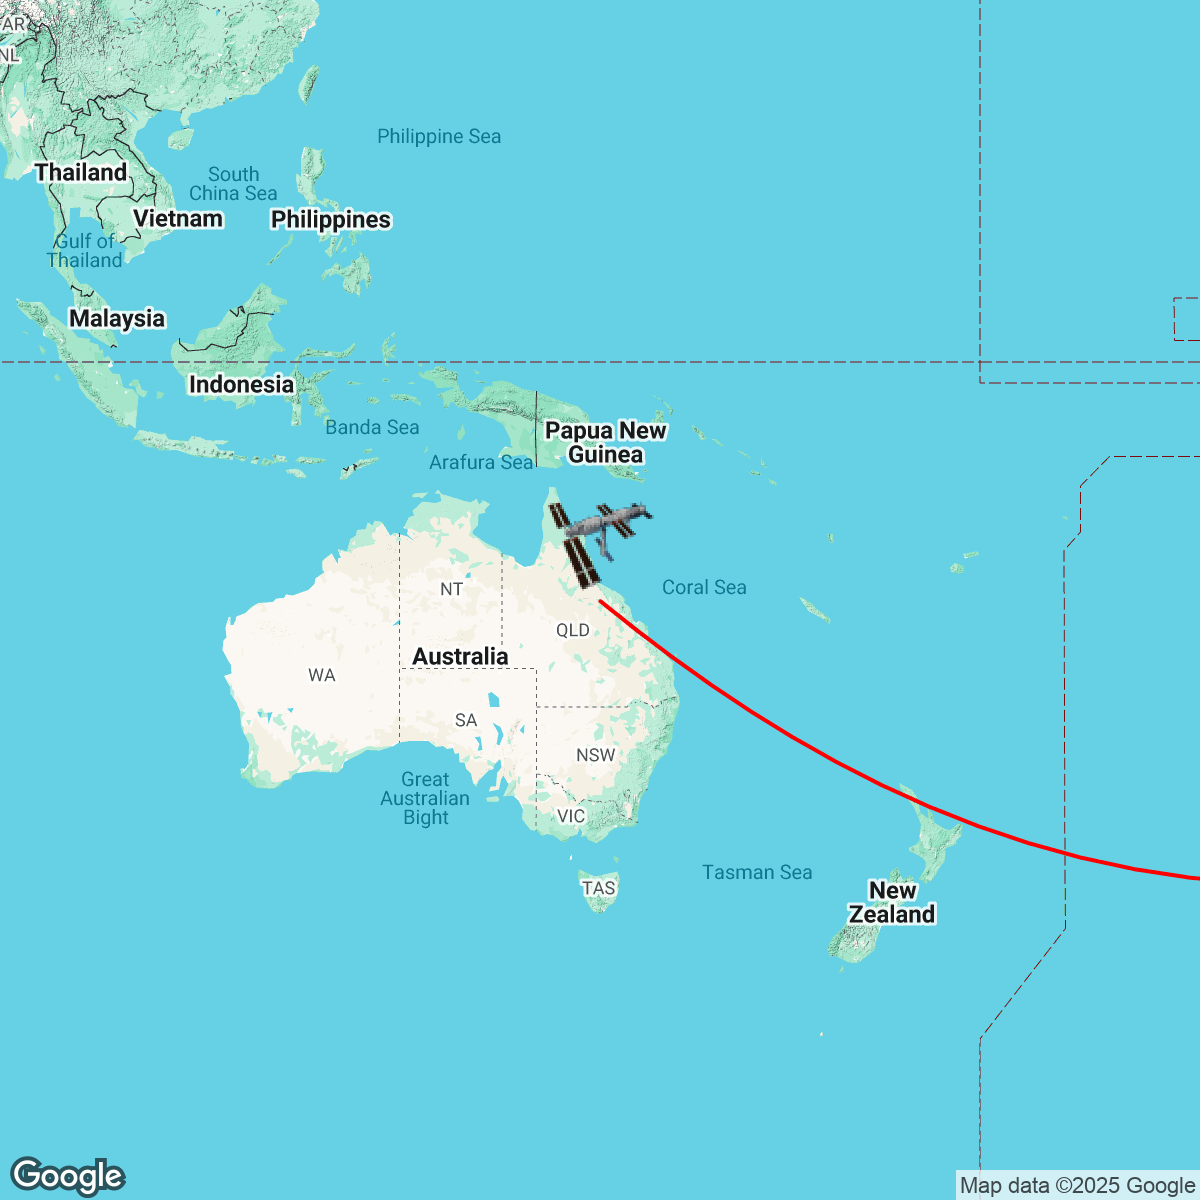 AR
NL
Philippine Sea
Thailand
South
China Sea
Vietnam
Philippines
Gulf of
Thailand
Malaysia
Indonesia
Banda Sea
Papua New
Guinea
Arafura Sea
NT
Coral Sea
QLD
Australia
WA
SA
NSW
Great
Australian
Bight
VIC
Tasman Sea
TAS
New
Zealand
Google
Map data ©2025 Google